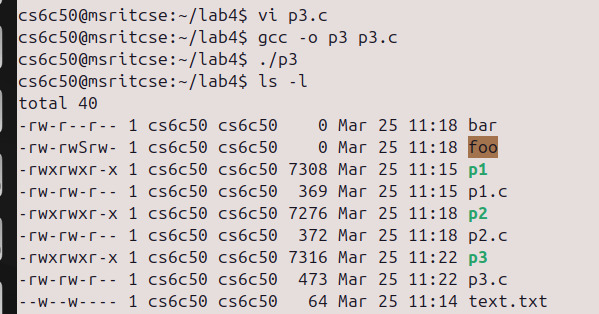 cs6c50@msritcse:~/lab4$ vi p3.c
cs6c50@msritcse:~/lab4$ gcc -o p3 p3.c
cs6c50@msritcse:~/lab4$ ./p3
cs6c50@msritcse:~/lab4$ ls -l
total 40
-rw-r--r-- 1 cs6c50 cs6c50    0 Mar 25 11:18 bar
-rw-rwSrw- 1 cs6c50 cs6c50    0 Mar 25 11:18 foo
-rwxrwxr-x 1 cs6c50 cs6c50 7308 Mar 25 11:15 p1
-rw-rw-r-- 1 cs6c50 cs6c50  369 Mar 25 11:15 p1.c
-rwxrwxr-x 1 cs6c50 cs6c50 7276 Mar 25 11:18 p2
-rw-rw-r-- 1 cs6c50 cs6c50  372 Mar 25 11:18 p2.c
-rwxrwxr-x 1 cs6c50 cs6c50 7316 Mar 25 11:22 p3
-rw-rw-r-- 1 cs6c50 cs6c50  473 Mar 25 11:22 p3.c
--w--w---- 1 cs6c50 cs6c50   64 Mar 25 11:14 text.txt